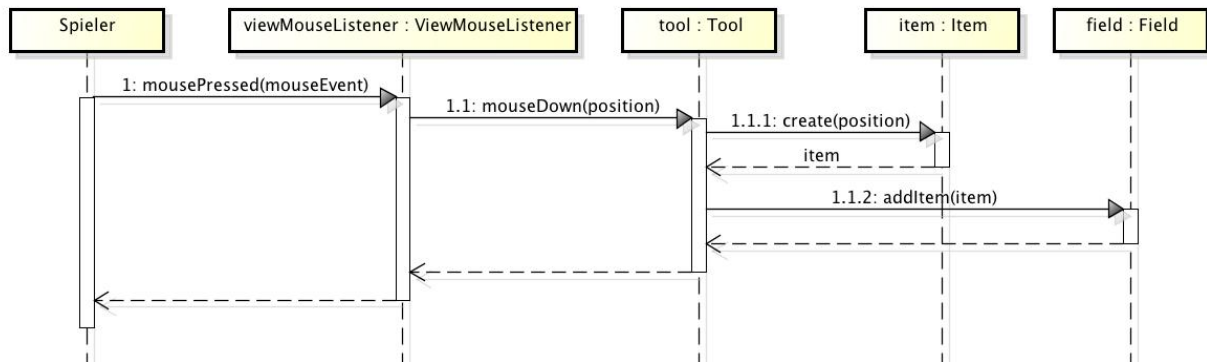 Spieler
viewMouseListener : ViewMouseListener
tool : Tool
item : Item
field : Field
1: mousePressed(mouseEvent)
1.1: mouseDown(position)
1.1.1: create(position)
item
1.1.2: addItem(item)